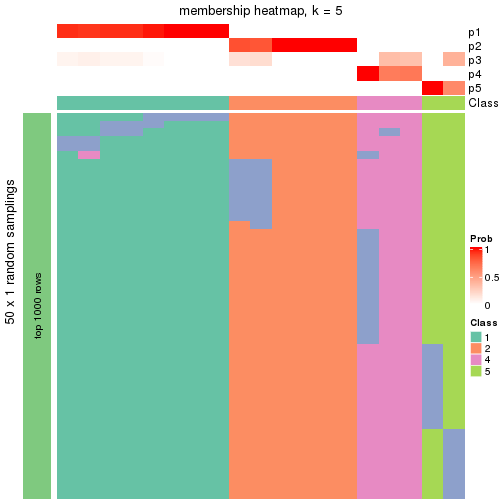 membership heatmap, k = 5
p1
p2
p3
p4
p5
Class
50 x 1 random samplings
top 1000 rows
Prob
1
0.5
0
Class
1
2
4
5